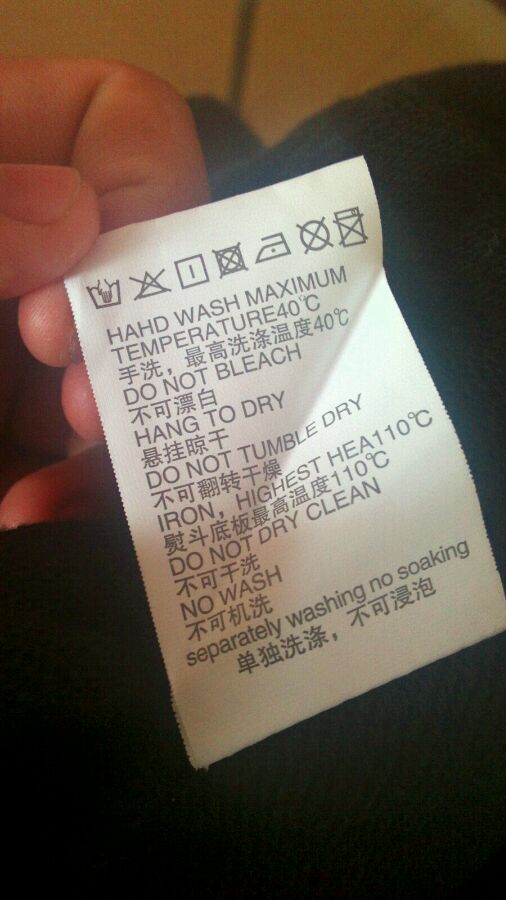 HAHD WASH MAXIMUM
TEMPERATURE40℃
手洗，最高洗涤温度40℃
DO NOT BLEACH
不可漂白
HANG TO DRY
悬挂晾干
DO NOT TUMBLE DRY
不可翻转干燥
IRON, HIGHEST HEA110℃
熨斗底板最高温度110℃
DO NOT DRY CLEAN
不可干洗
NO WASH
不可机洗
separately washing no soaking
单独洗涤，不可浸泡